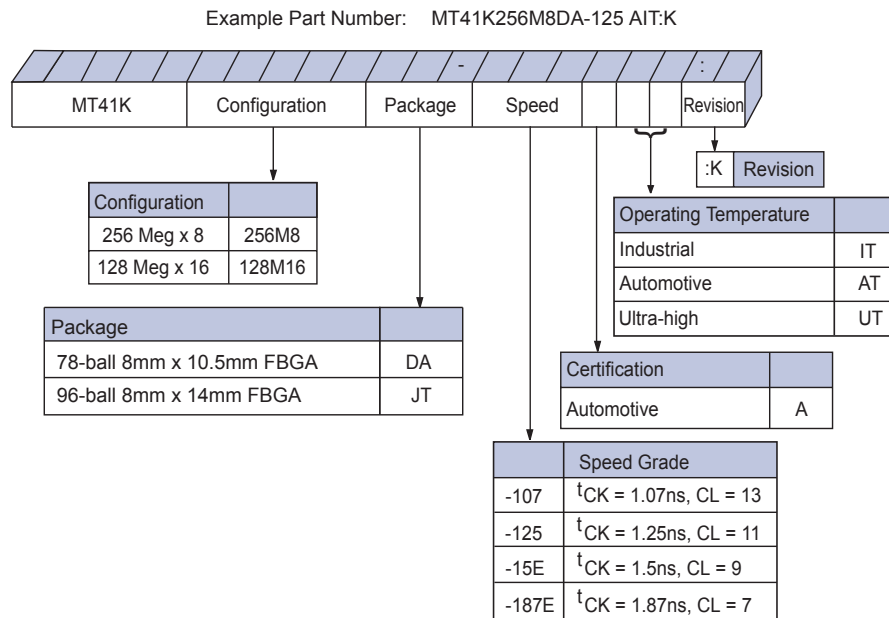 Example Part Number: MT41K256M8DA-125 AIT:K
- :
MT41K Configuration Package Speed Revision
:K Revision
Configuration
256 Meg x 8 256M8
128 Meg x 16 128M16
Operating Temperature
Industrial IT
Automotive AT
Ultra-high UT
Package
78-ball 8mm x 10.5mm FBGA DA
96-ball 8mm x 14mm FBGA JT
Certification
Automotive A
Speed Grade
-107 tCK = 1.07ns, CL = 13
-125 tCK = 1.25ns, CL = 11
-15E tCK = 1.5ns, CL = 9
-187E tCK = 1.87ns, CL = 7